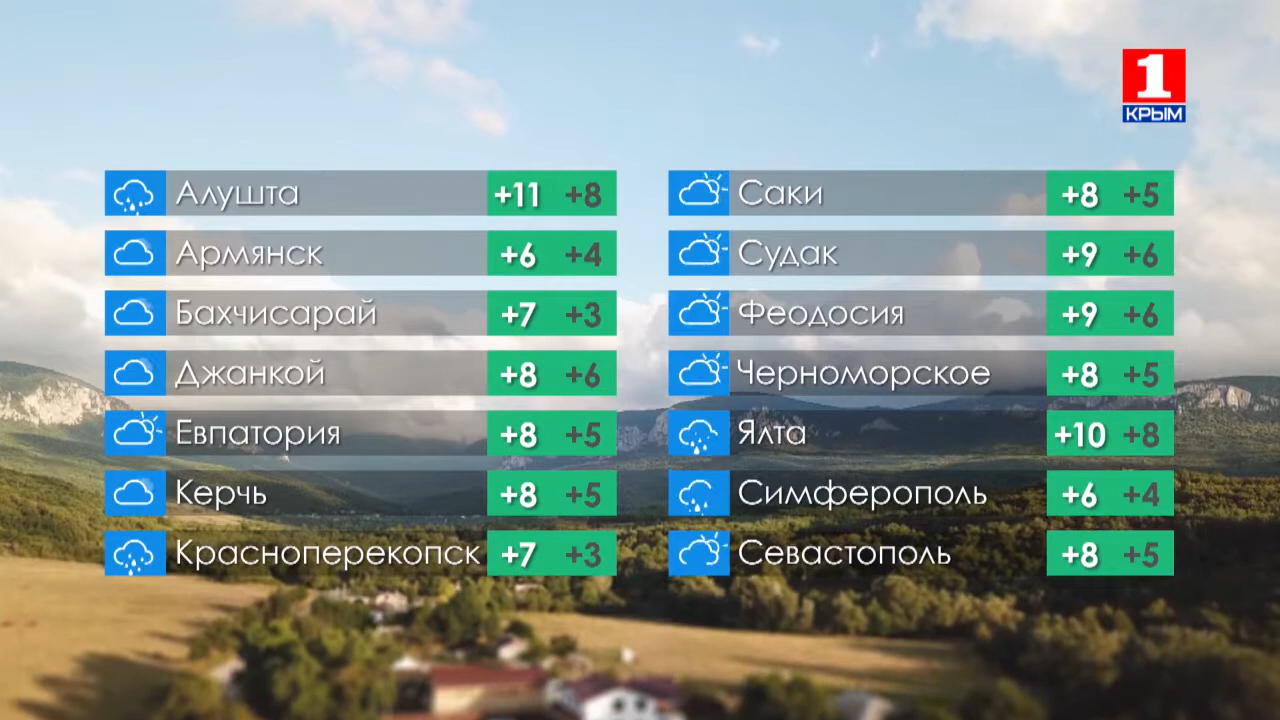 1
КРЫМ
Алушта +11 +8
Армянск +6 +4
Бахчисарай +7 +3
Джанкой +8 +6
Евпатория +8 +5
Керчь +8 +5
Красноперекопск +7 +3
Саки +8 +5
Судак +9 +6
Феодосия +9 +6
Черноморское +8 +5
Ялта +10 +8
Симферополь +6 +4
Севастополь +8 +5